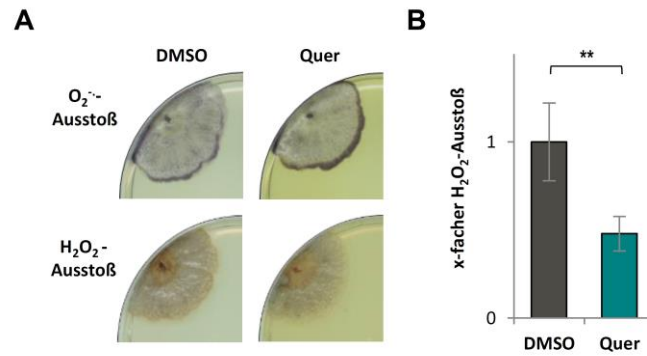 A
DMSO
Quer
O₂⁻·-
Ausstoß
H₂O₂-
Ausstoß
B
x-facher H₂O₂-Ausstoß
**
1
0
DMSO
Quer